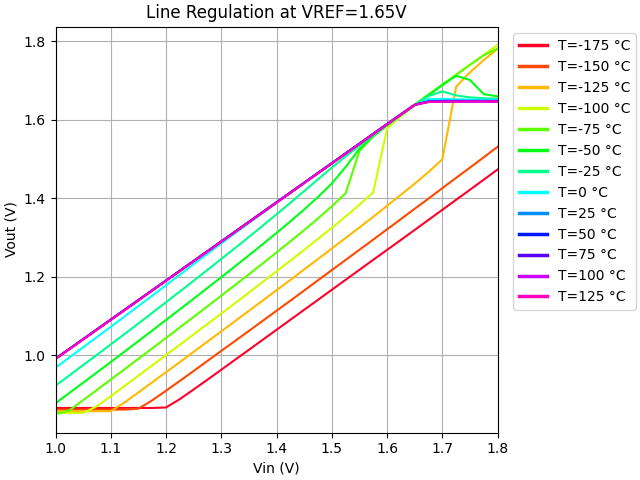 Line Regulation at VREF=1.65V
Vout (V)
1.8
1.6
1.4
1.2
1.0
1.0 1.1 1.2 1.3 1.4 1.5 1.6 1.7 1.8
Vin (V)
T=-175 °C
T=-150 °C
T=-125 °C
T=-100 °C
T=-75 °C
T=-50 °C
T=-25 °C
T=0 °C
T=25 °C
T=50 °C
T=75 °C
T=100 °C
T=125 °C